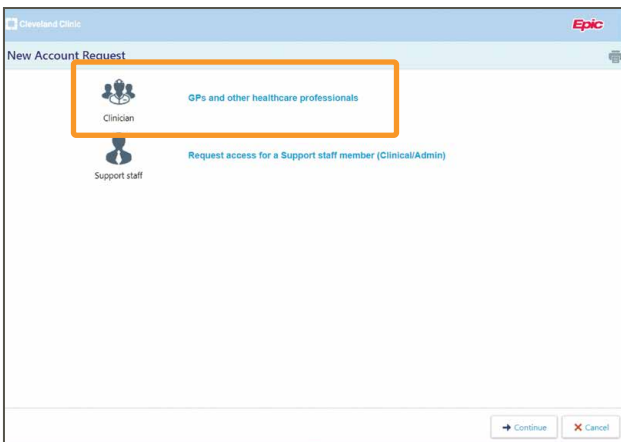 Cleveland Clinic
Epic
New Account Request
Clinician
GPs and other healthcare professionals
Support staff
Request access for a Support staff member (Clinical/Admin)
Continue
Cancel